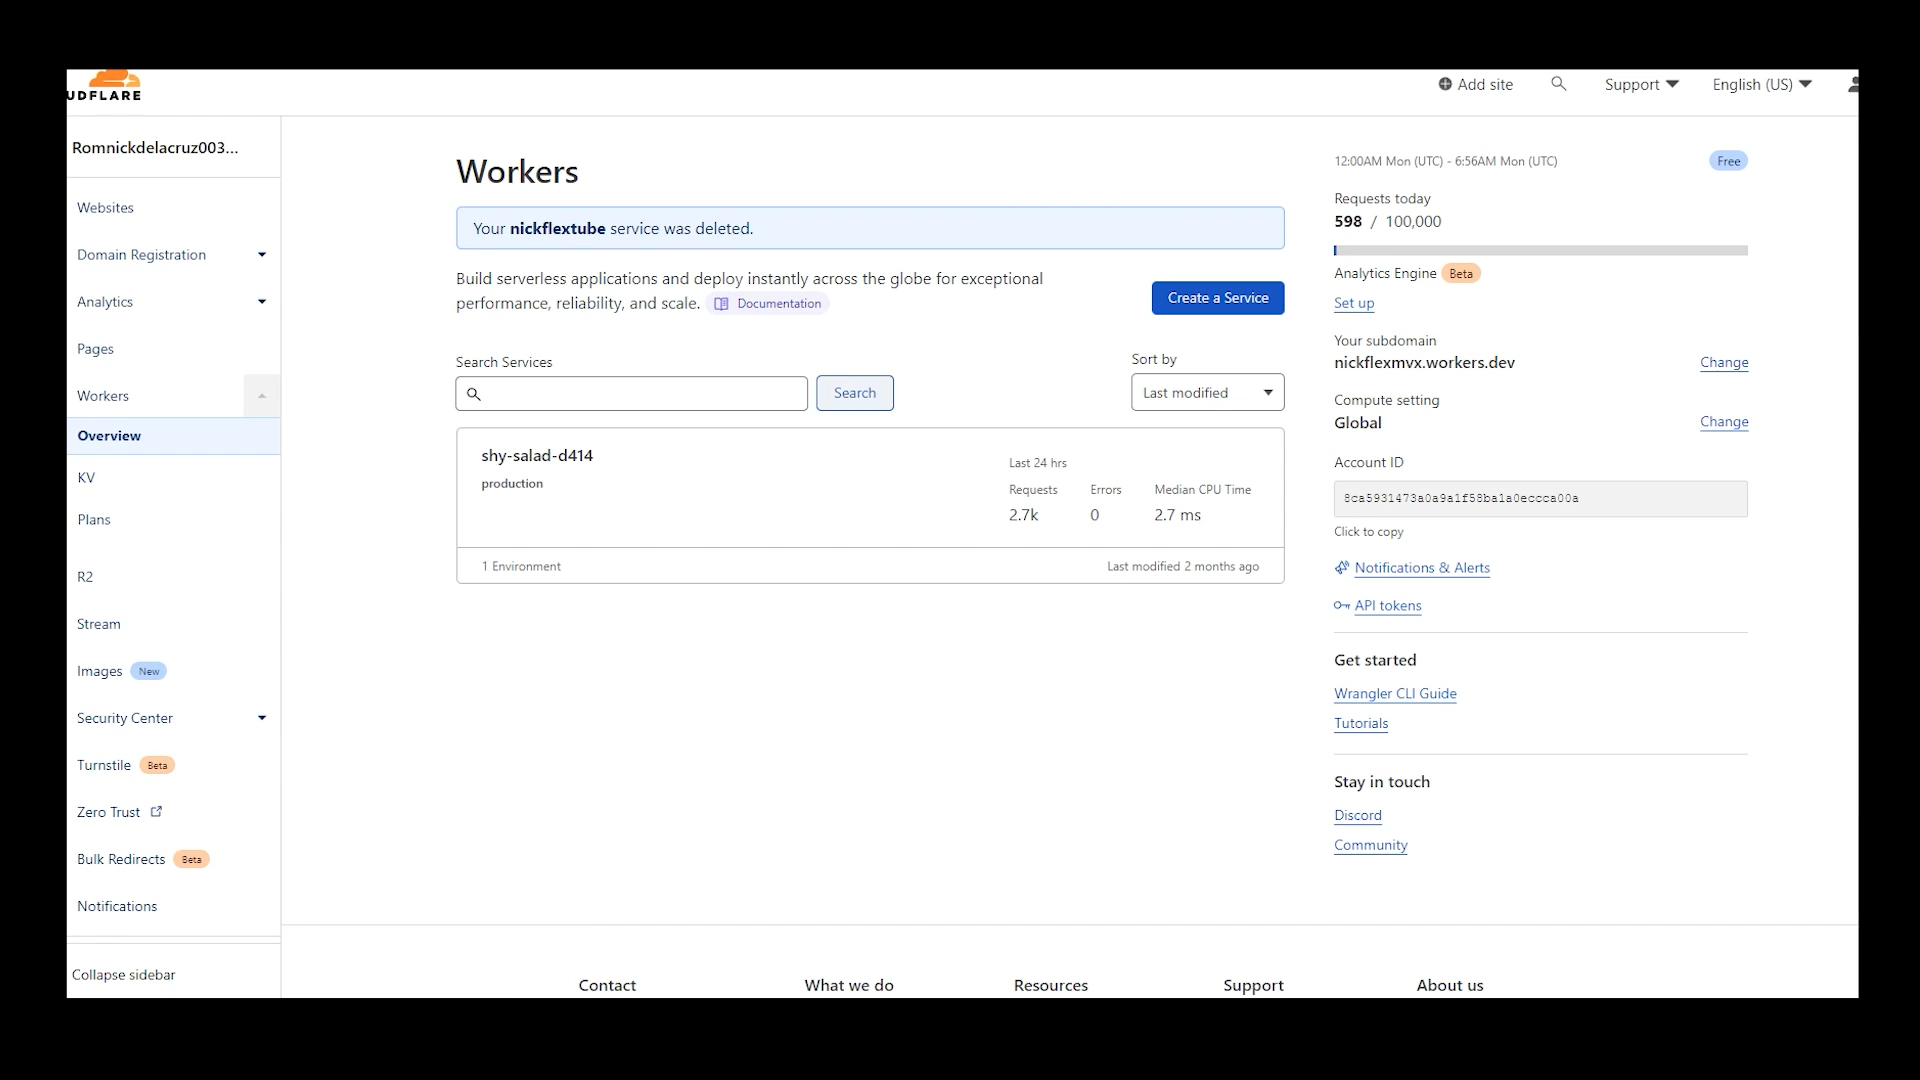 UDFLARE
Add site
Support
English (US)
Romnickdelacruz003...
Websites
Domain Registration
Analytics
Pages
Workers
Overview
KV
Plans
R2
Stream
Images New
Security Center
Turnstile Beta
Zero Trust
Bulk Redirects Beta
Notifications
Collapse sidebar
Workers
Your nickflextube service was deleted.
Build serverless applications and deploy instantly across the globe for exceptional
performance, reliability, and scale. Documentation
Create a Service
Search Services
Search
Sort by
Last modified
shy-salad-d414
production
Last 24 hrs
Requests Errors Median CPU Time
2.7k 0 2.7 ms
1 Environment
Last modified 2 months ago
12:00AM Mon (UTC) - 6:56AM Mon (UTC)
Free
Requests today
598 / 100,000
Analytics Engine Beta
Set up
Your subdomain
nickflexmvx.workers.dev
Change
Compute setting
Global
Change
Account ID
8ca5931473a0a9a1f58ba1a0eccca00a
Click to copy
Notifications & Alerts
API tokens
Get started
Wrangler CLI Guide
Tutorials
Stay in touch
Discord
Community
Contact
What we do
Resources
Support
About us